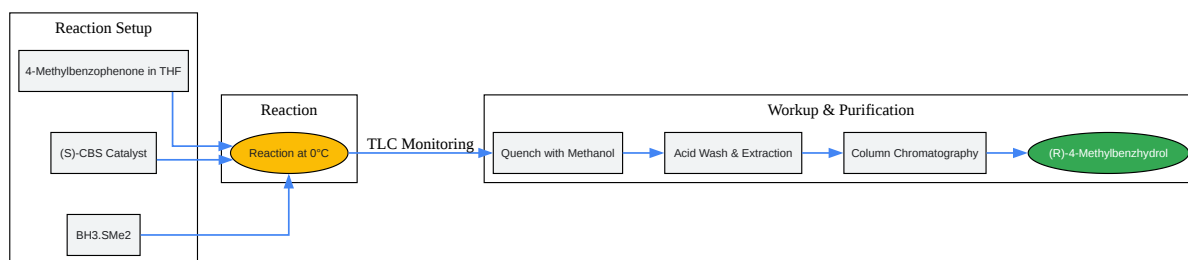 Reaction Setup
4-Methylbenzophenone in THF
(S)-CBS Catalyst
BH3.SMe2
Reaction
Reaction at 0°C
TLC Monitoring
Workup & Purification
Quench with Methanol
Acid Wash & Extraction
Column Chromatography
(R)-4-Methylbenzhydrol